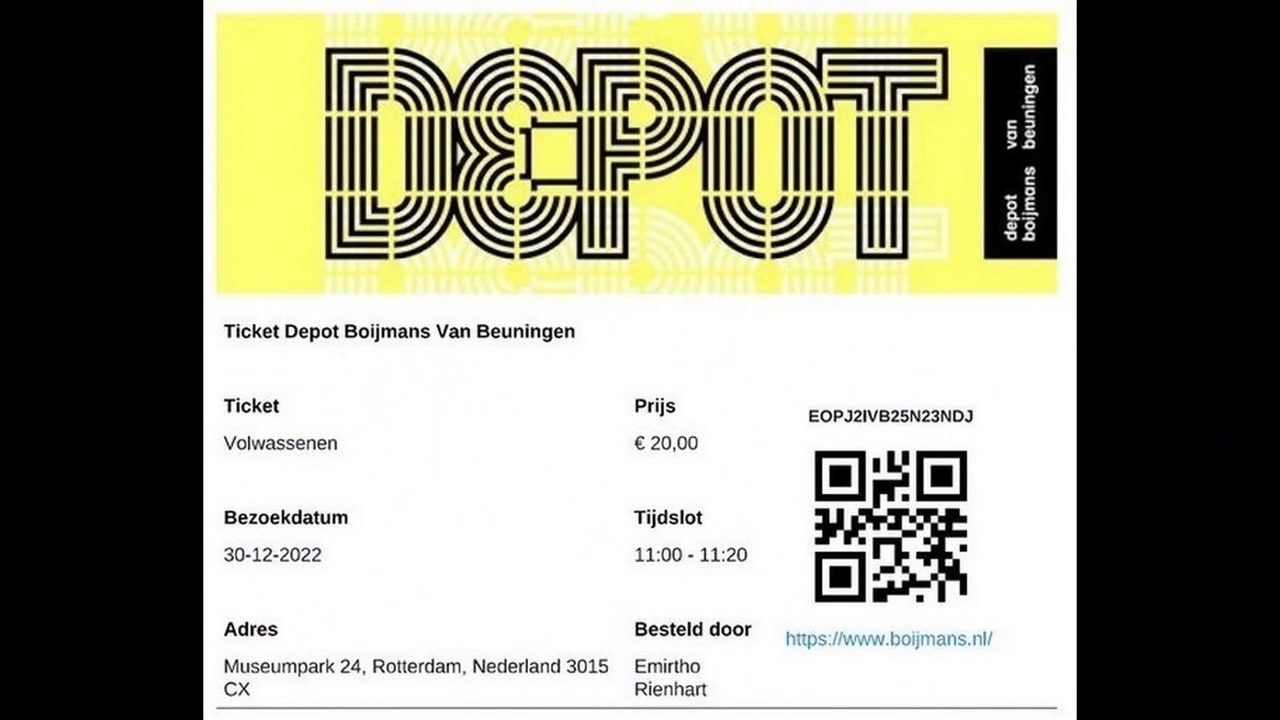 DEPOT
depot
boijmans
van
beuningen
Ticket Depot Boijmans Van Beuningen
Ticket
Volwassenen
Prijs
€ 20,00
EOPJ2IVB25N23NDJ
Bezoekdatum
30-12-2022
Tijdslot
11:00 - 11:20
Adres
Museumpark 24, Rotterdam, Nederland 3015
CX
Besteld door
Emirtho
Rienhart
https://www.boijmans.nl/